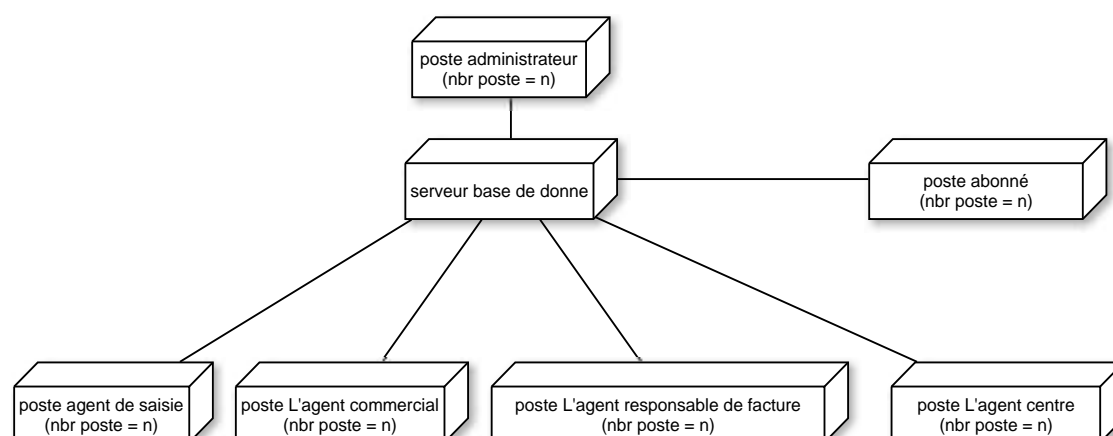 poste administrateur
(nbr poste = n)
serveur base de donne
poste abonné
(nbr poste = n)
poste agent de saisie
(nbr poste = n)
poste L'agent commercial
(nbr poste = n)
poste L'agent responsable de facture
(nbr poste = n)
poste L'agent centre
(nbr poste = n)